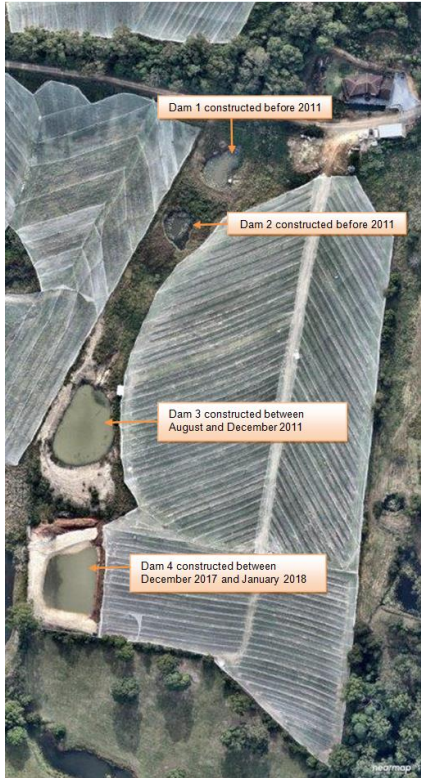 Dam 1 constructed before 2011
Dam 2 constructed before 2011
Dam 3 constructed between
August and December 2011
Dam 4 constructed between
December 2017 and January 2018
nearmap